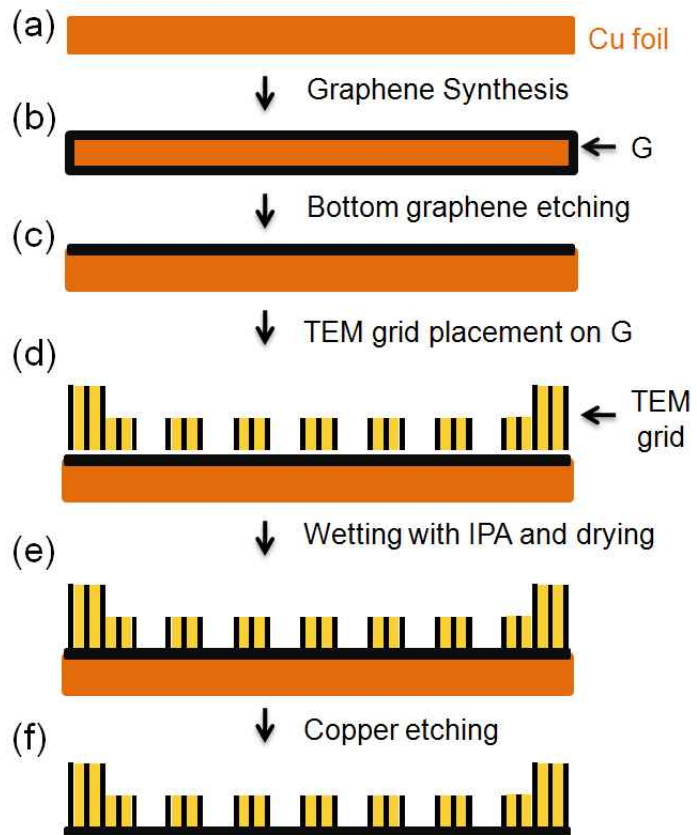 (a)
Cu foil
Graphene Synthesis
(b)
G
Bottom graphene etching
(c)
TEM grid placement on G
(d)
TEM
grid
Wetting with IPA and drying
(e)
Copper etching
(f)